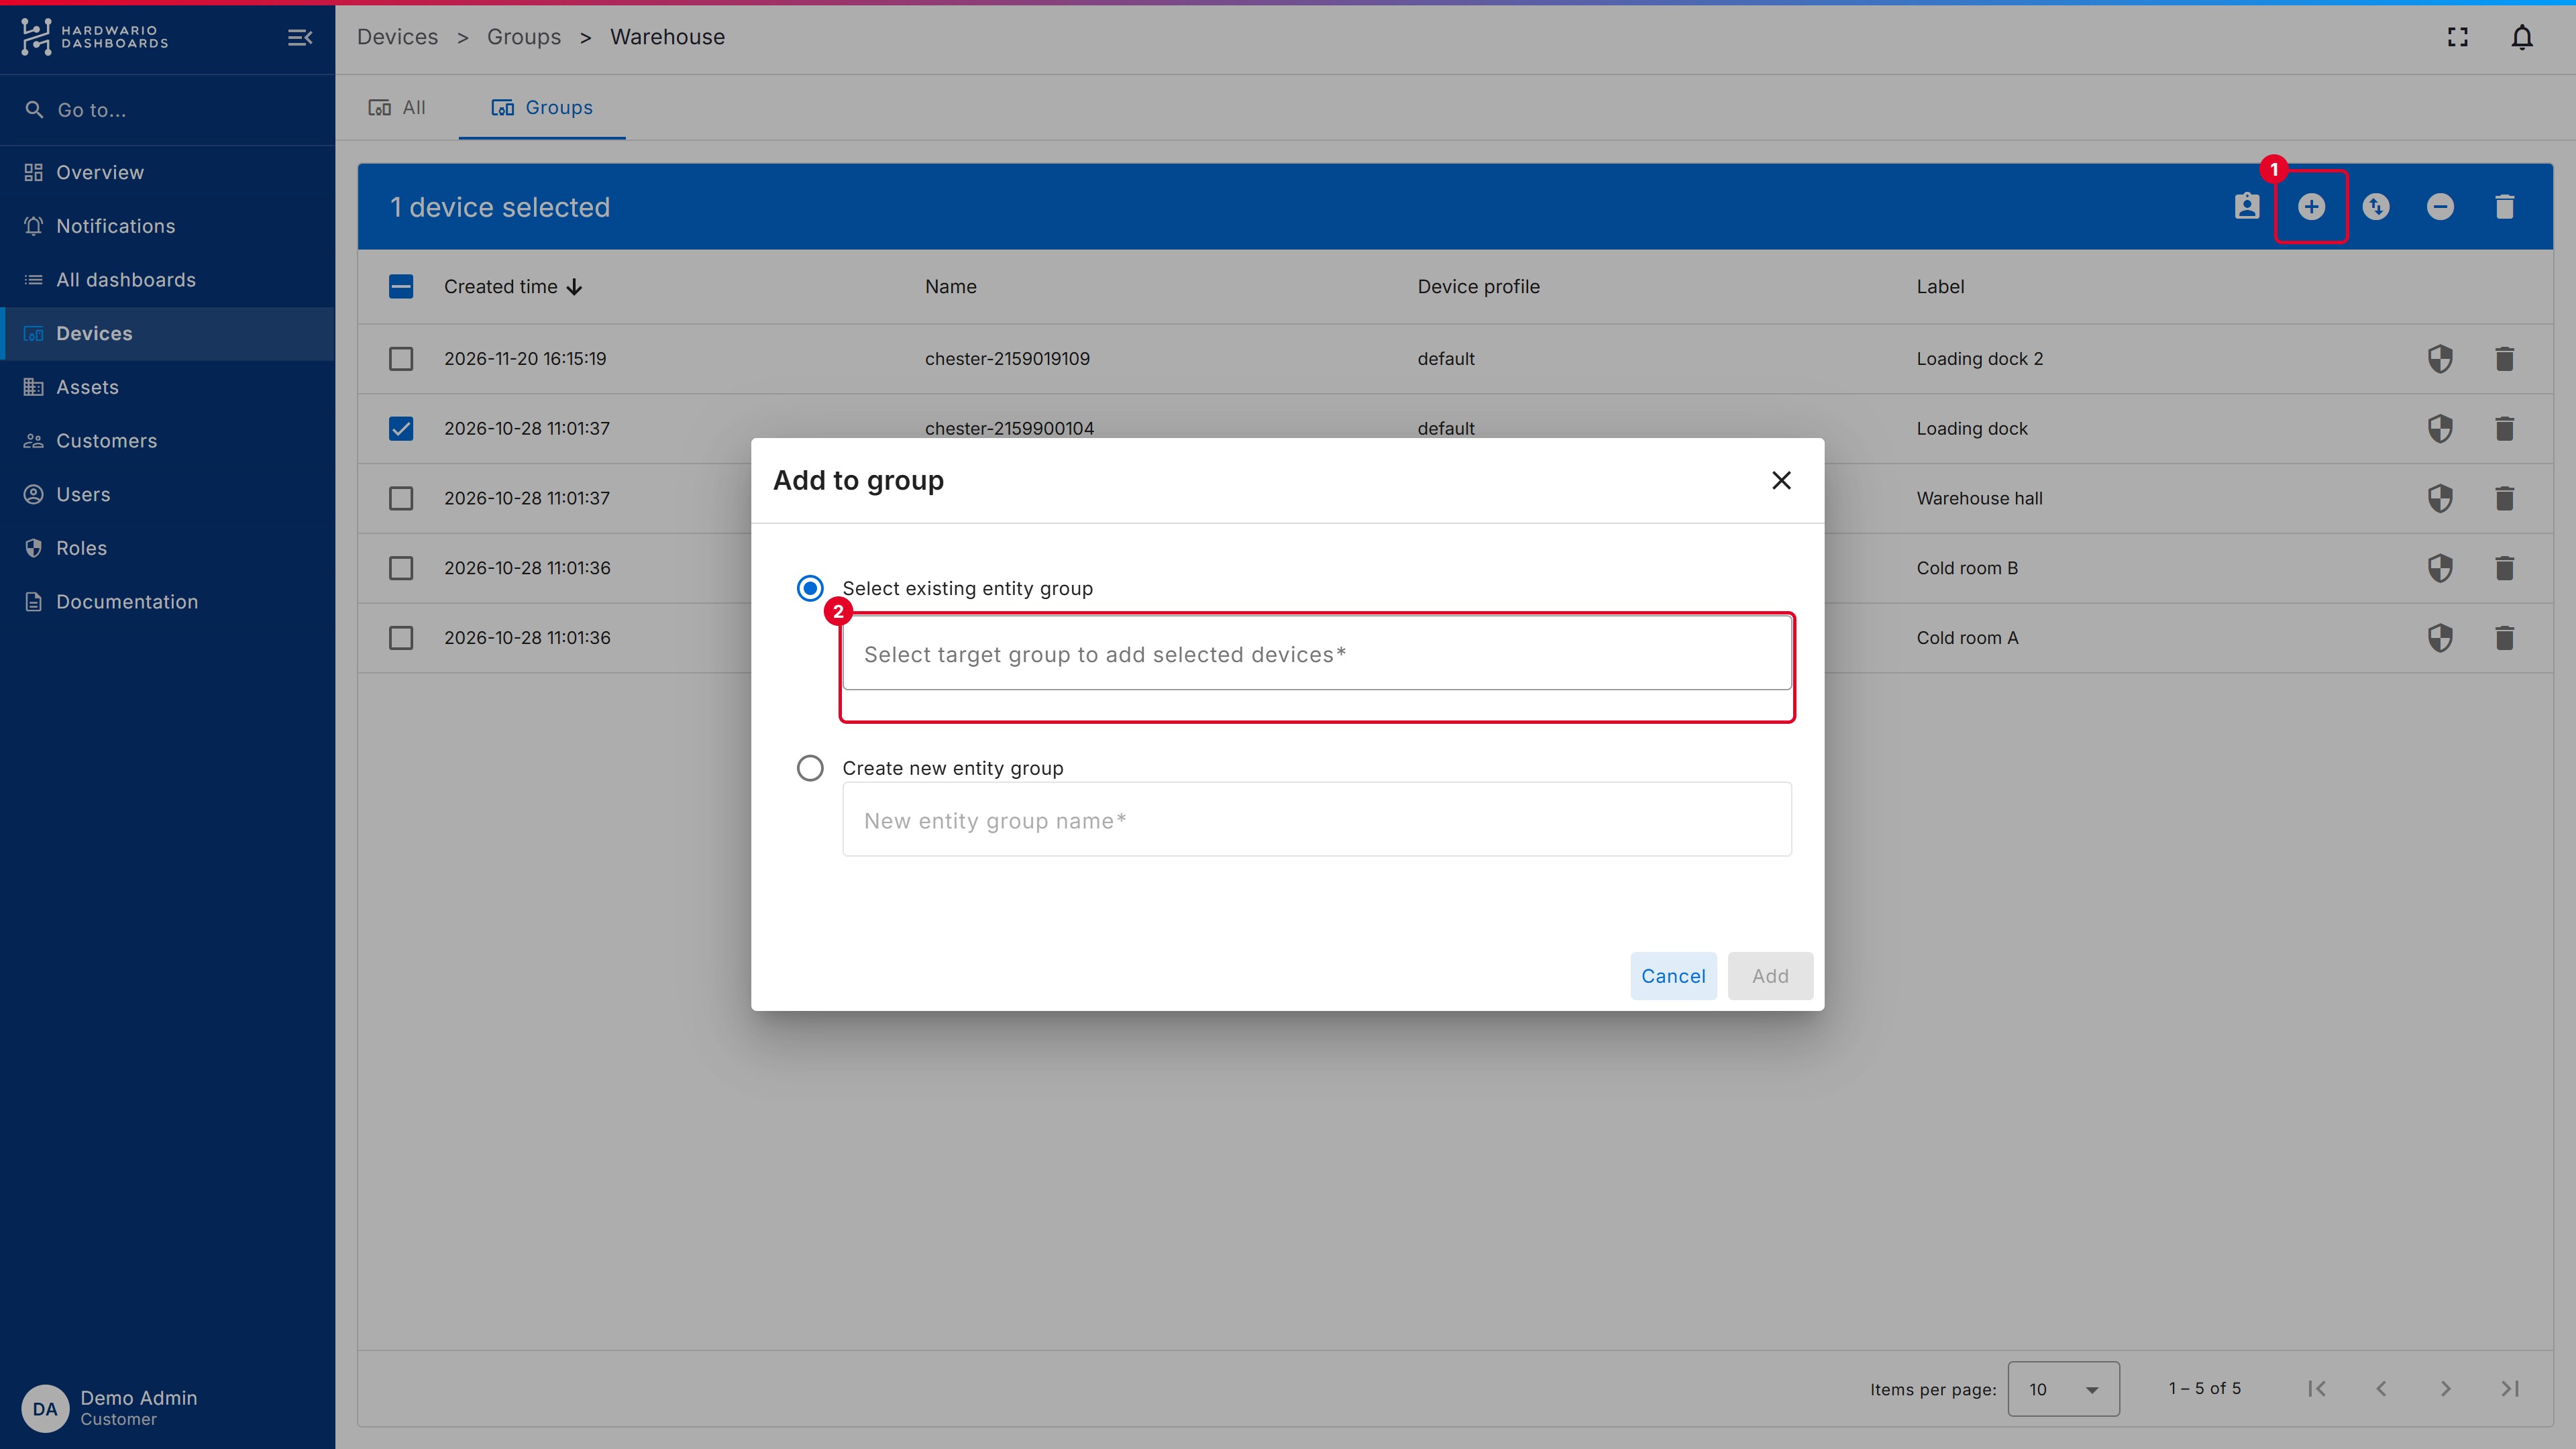 HARDWARIO
DASHBOARDS
Devices > Groups > Warehouse
Go to...
All
Groups
Overview
Notifications
All dashboards
Devices
Assets
Customers
Users
Roles
Documentation
1 device selected
1
Created time Name Device profile Label
2026-11-20 16:15:19 chester-2159019109 default Loading dock 2
2026-10-28 11:01:37 chester-2159900104 default Loading dock
2026-10-28 11:01:37 Warehouse hall
2026-10-28 11:01:36 Cold room B
2026-10-28 11:01:36 Cold room A
Add to group
Select existing entity group
2
Select target group to add selected devices*
Create new entity group
New entity group name*
Cancel Add
Items per page: 10 1 – 5 of 5
DA
Demo Admin
Customer